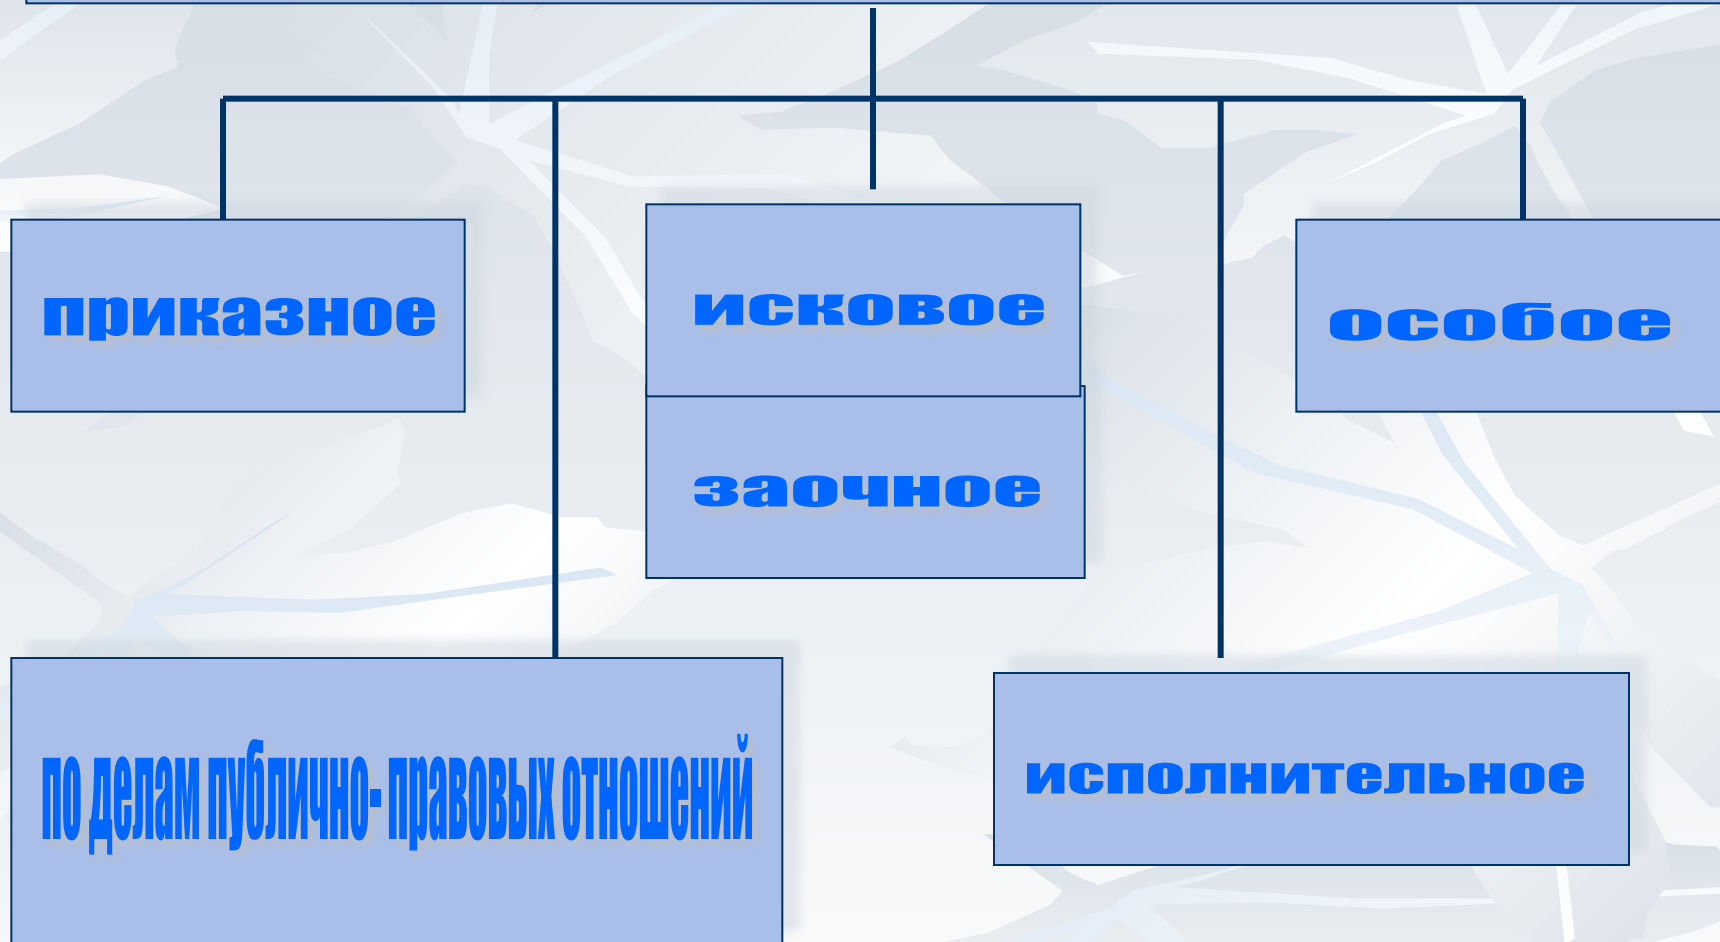 приказное
исковое
особое
заочное
по делам публично- правовых отношений
исполнительное